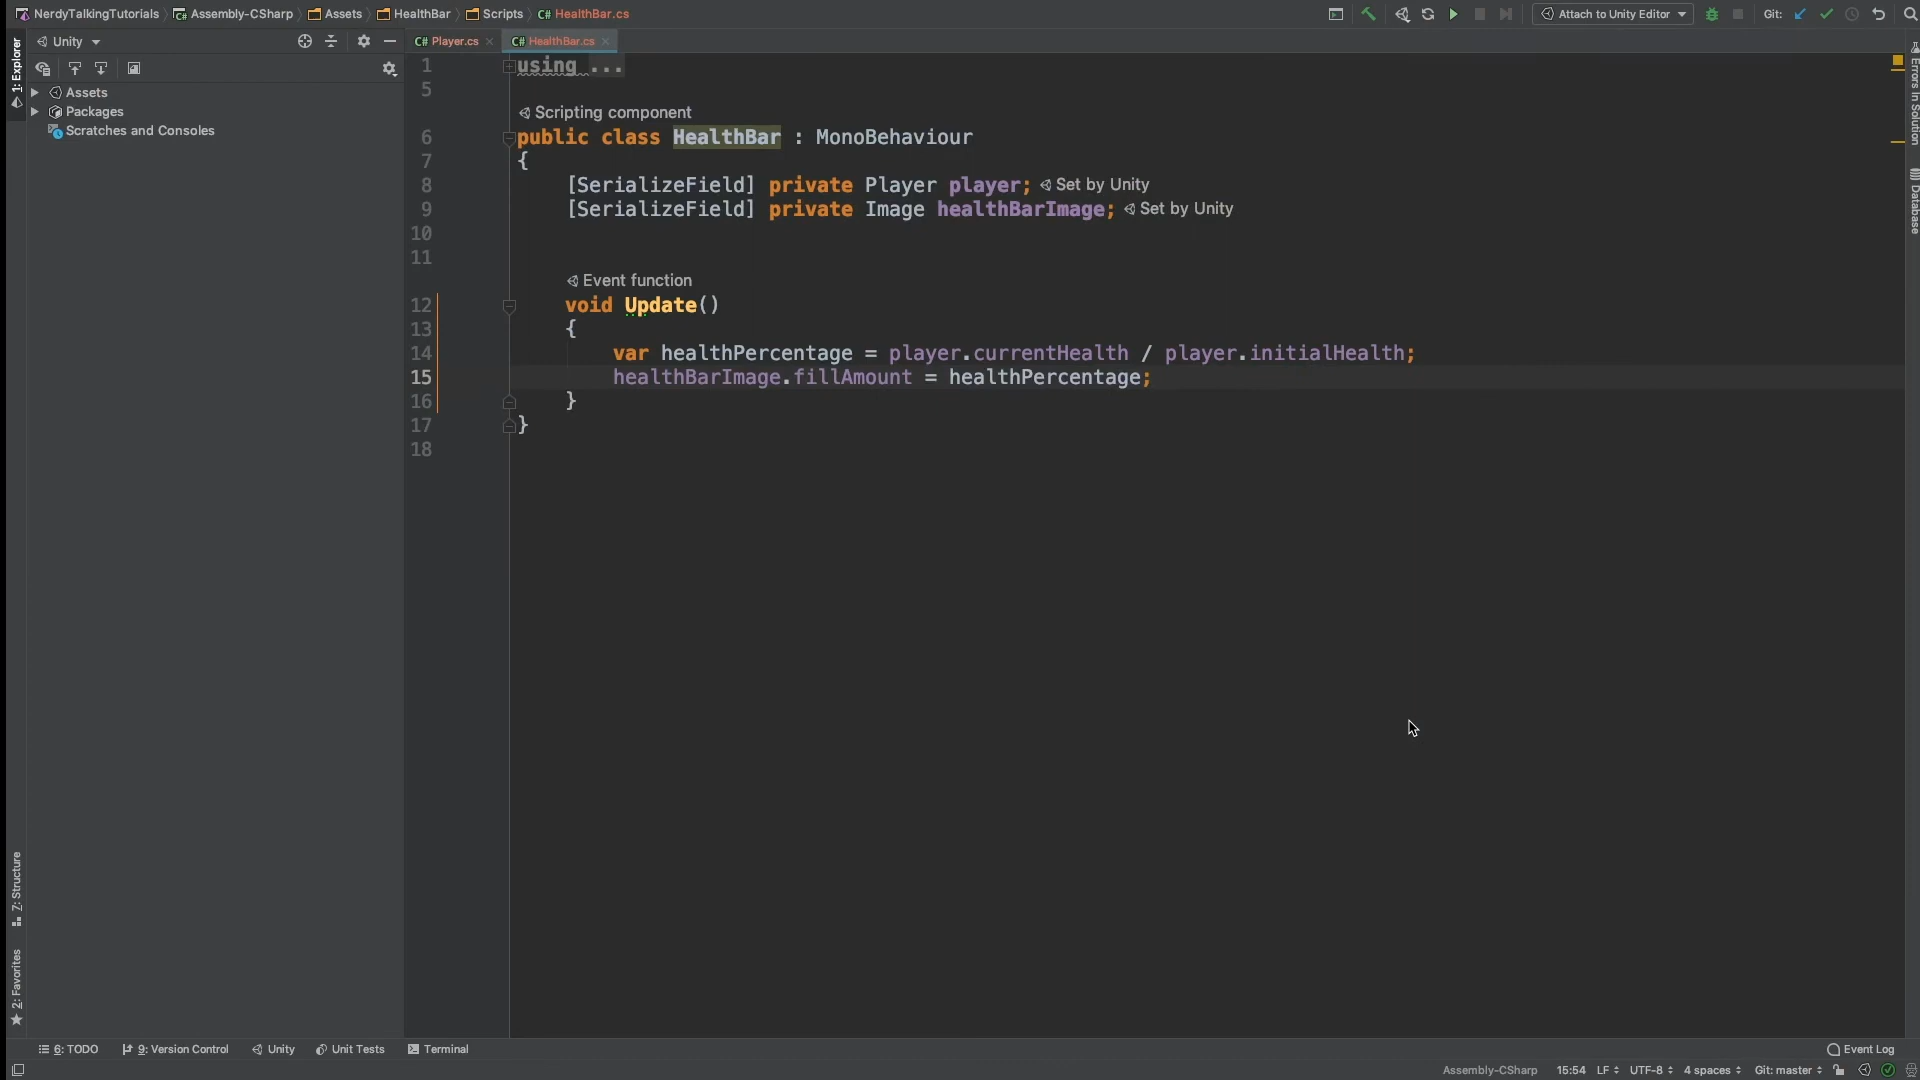 NerdyTalkingTutorials Assembly-CSharp Assets HealthBar Scripts C# HealthBar.cs Attach to Unity Editor Git:
Unity C# Player.cs C# HealthBar.cs
1: Explorer
Assets
Packages
Scratches and Consoles
7: Structure
2: Favorites
1 using ...
5
Scripting component
6 public class HealthBar : MonoBehaviour
7 {
8 [SerializeField] private Player player; Set by Unity
9 [SerializeField] private Image healthBarImage; Set by Unity
10
11
Event function
12 void Update()
13 {
14 var healthPercentage = player.currentHealth / player.initialHealth;
15 healthBarImage.fillAmount = healthPercentage;
16 }
17 }
18
Errors In Solution
Database
6: TODO 9: Version Control Unity Unit Tests Terminal Event Log
Assembly-CSharp 15:54 LF UTF-8 4 spaces Git: master